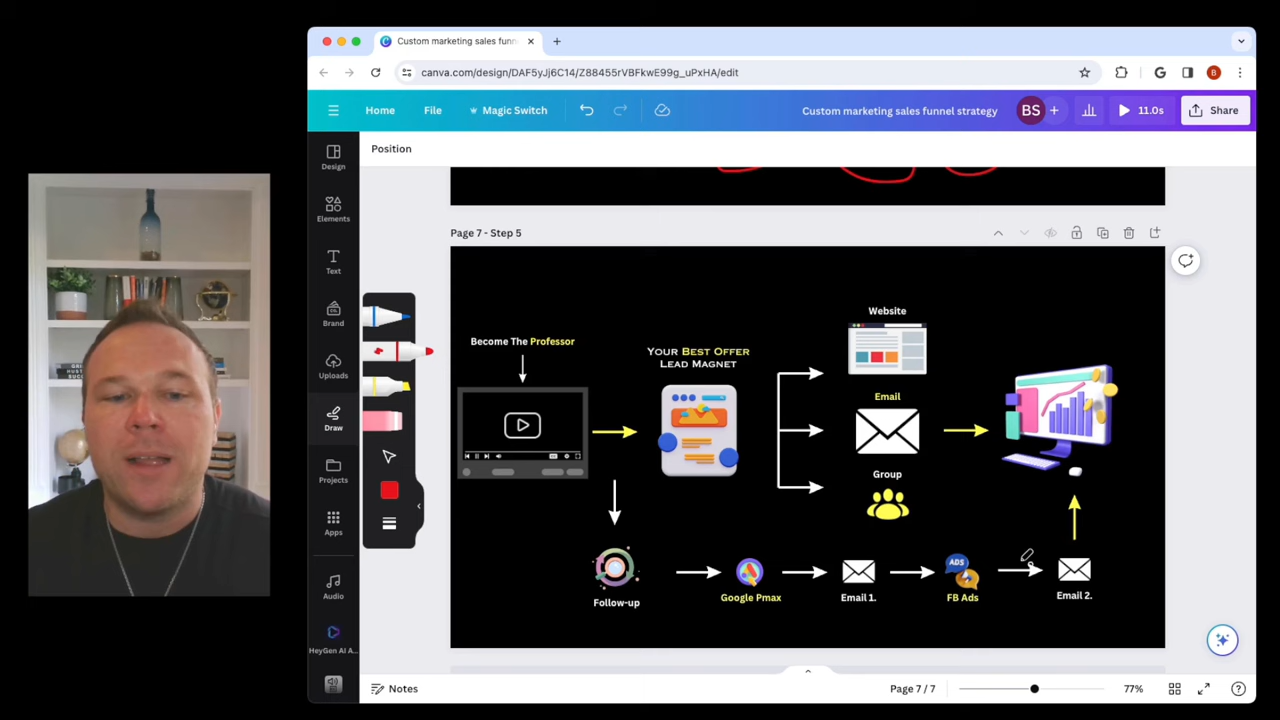 Custom marketing sales funn
canva.com/design/DAF5yJj6C14/Z88455rVBFkwE99g_uPxHA/edit
B
Home
File
Magic Switch
Custom marketing sales funnel strategy
BS
+
11.0s
Share
Position
Design
Elements
Text
Brand
Uploads
Draw
Projects
Apps
Audio
HeyGen AI A...
Page 7 - Step 5
Become The Professor
YOUR BEST OFFER
LEAD MAGNET
Website
Email
Group
Follow-up
Google Pmax
Email 1.
ADS
FB Ads
Email 2.
Notes
Page 7 / 7
77%